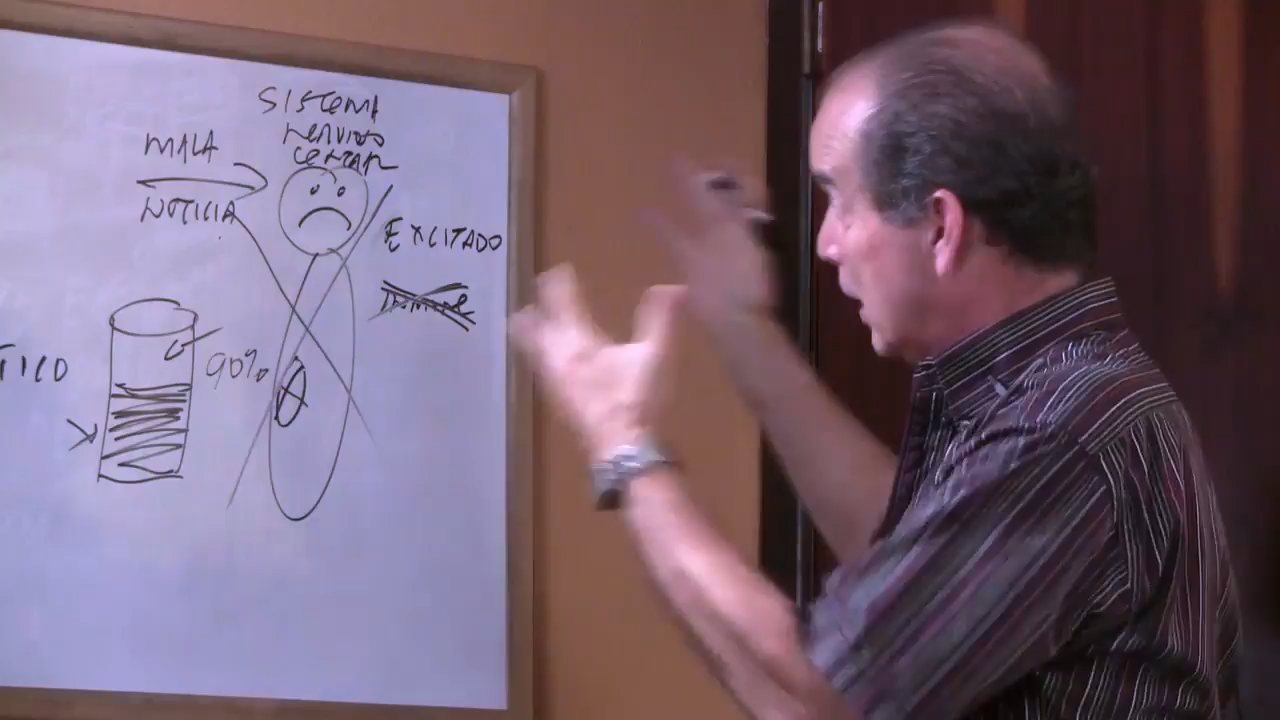 SISTEMA
NERVIOSO
CENTRAL
MALA
NOTICIA
EXCITADO
TICO
90%